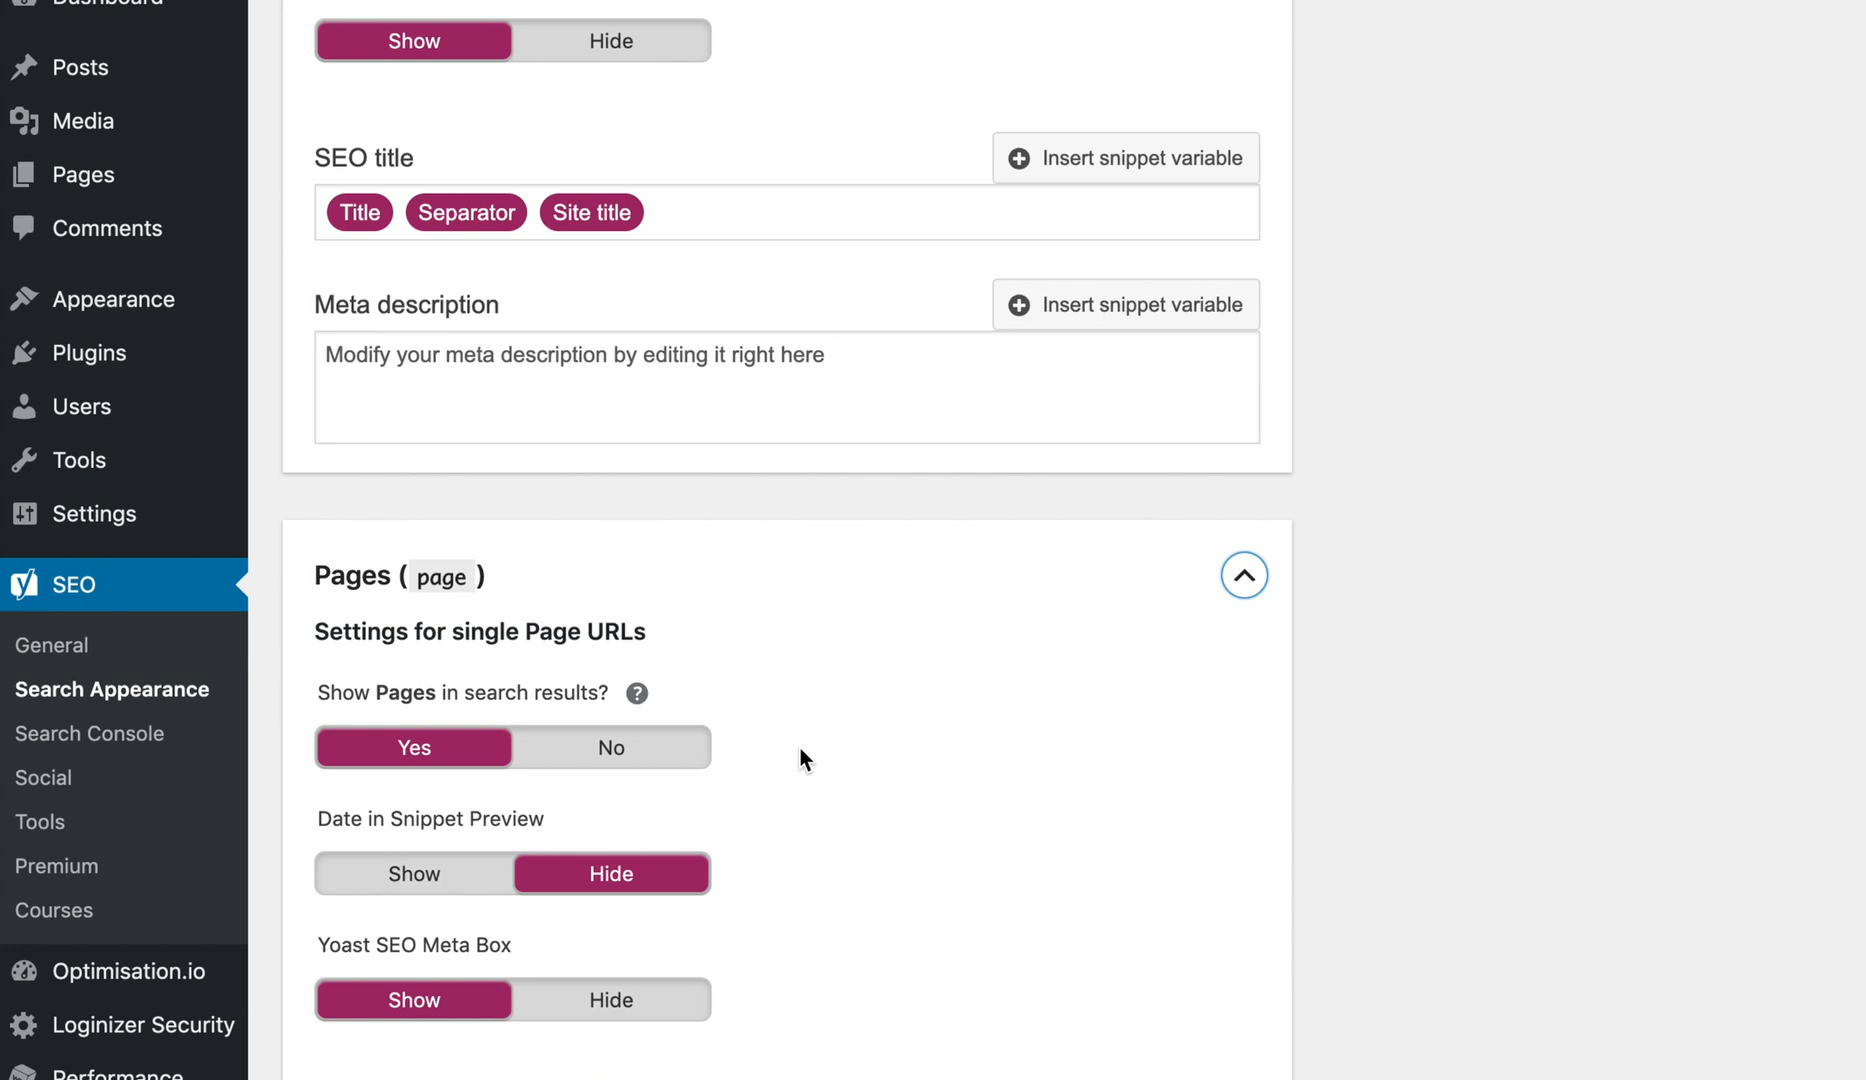 Dashboard
Posts
Media
Pages
Comments
Appearance
Plugins
Users
Tools
Settings
SEO
General
Search Appearance
Search Console
Social
Tools
Premium
Courses
Optimisation.io
Loginizer Security
Performance
Show Hide
SEO title
Insert snippet variable
Title Separator Site title
Meta description
Insert snippet variable
Modify your meta description by editing it right here
Pages ( page )
Settings for single Page URLs
Show Pages in search results? ?
Yes No
Date in Snippet Preview
Show Hide
Yoast SEO Meta Box
Show Hide